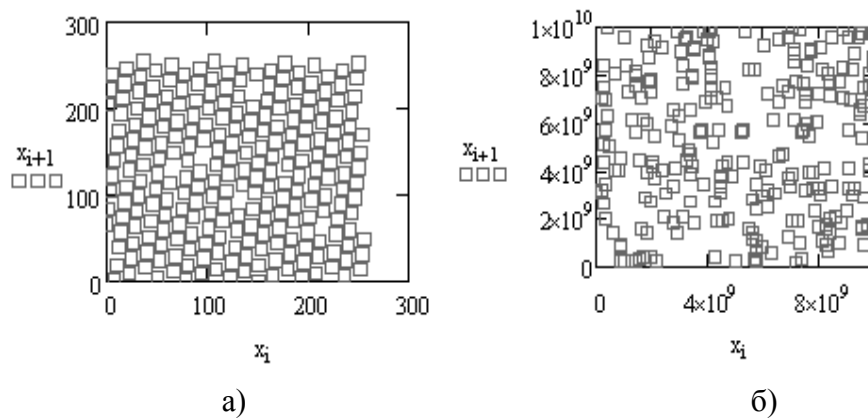 300
200
100
0
x_{i+1}
0 100 200 300
x_i
а)
1×10^{10}
8×10^9
6×10^9
4×10^9
2×10^9
0
x_{i+1}
0 4×10^9 8×10^9
x_i
б)